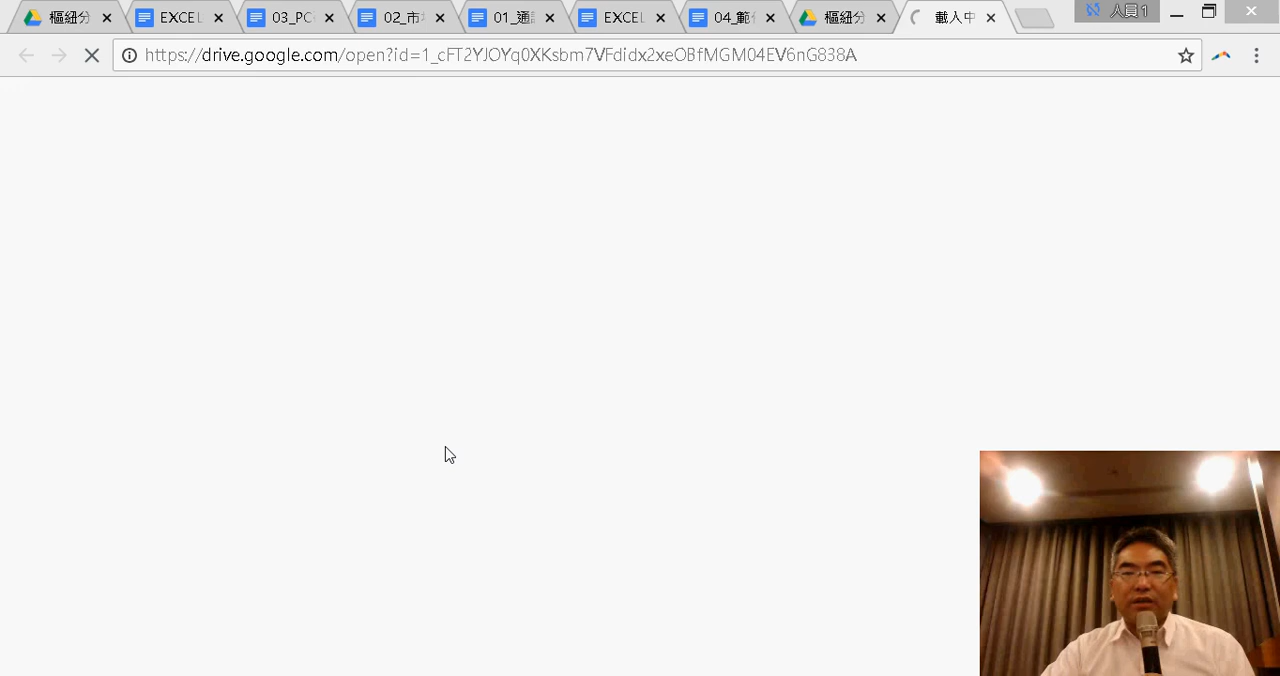 樞紐分 EXCEL 03_PC 02_市 01_通 EXCEL 04_範 樞紐分 載入中 人員1
https://drive.google.com/open?id=1_cFT2YJOYq0XKsbm7VFdidx2xeOBfMGM04EV6nG838A